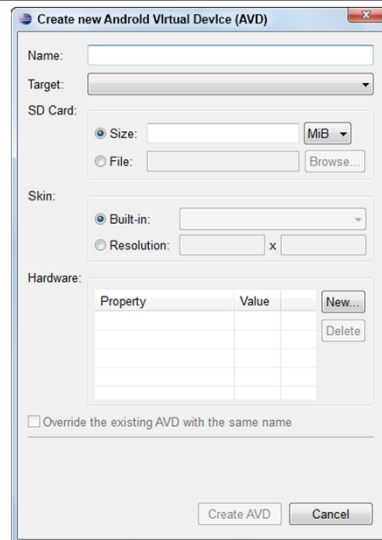 Create new Android Virtual Device (AVD)
Name:
Target:
SD Card:
Size: MiB
File: Browse...
Skin:
Built-in:
Resolution: x
Hardware:
Property Value New...
Delete
Override the existing AVD with the same name
Create AVD Cancel